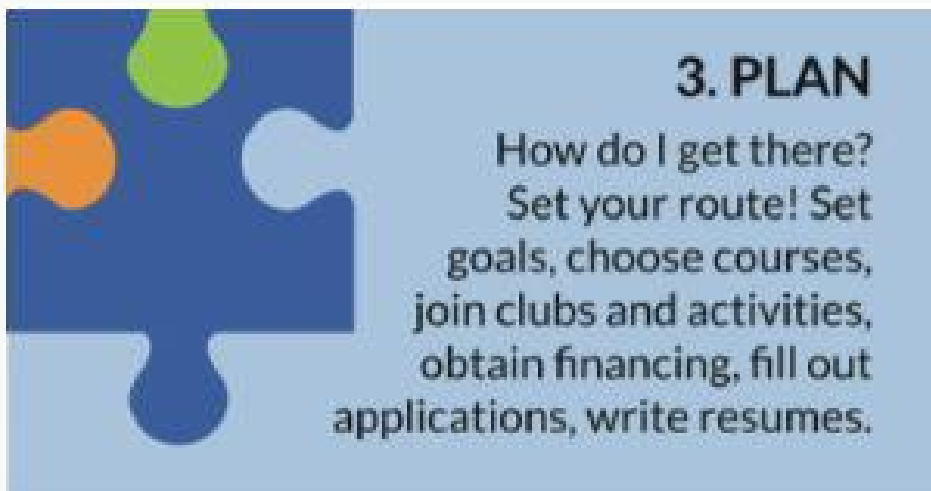 3. PLAN
How do I get there?
Set your route! Set
goals, choose courses,
join clubs and activities,
obtain financing, fill out
applications, write resumes.